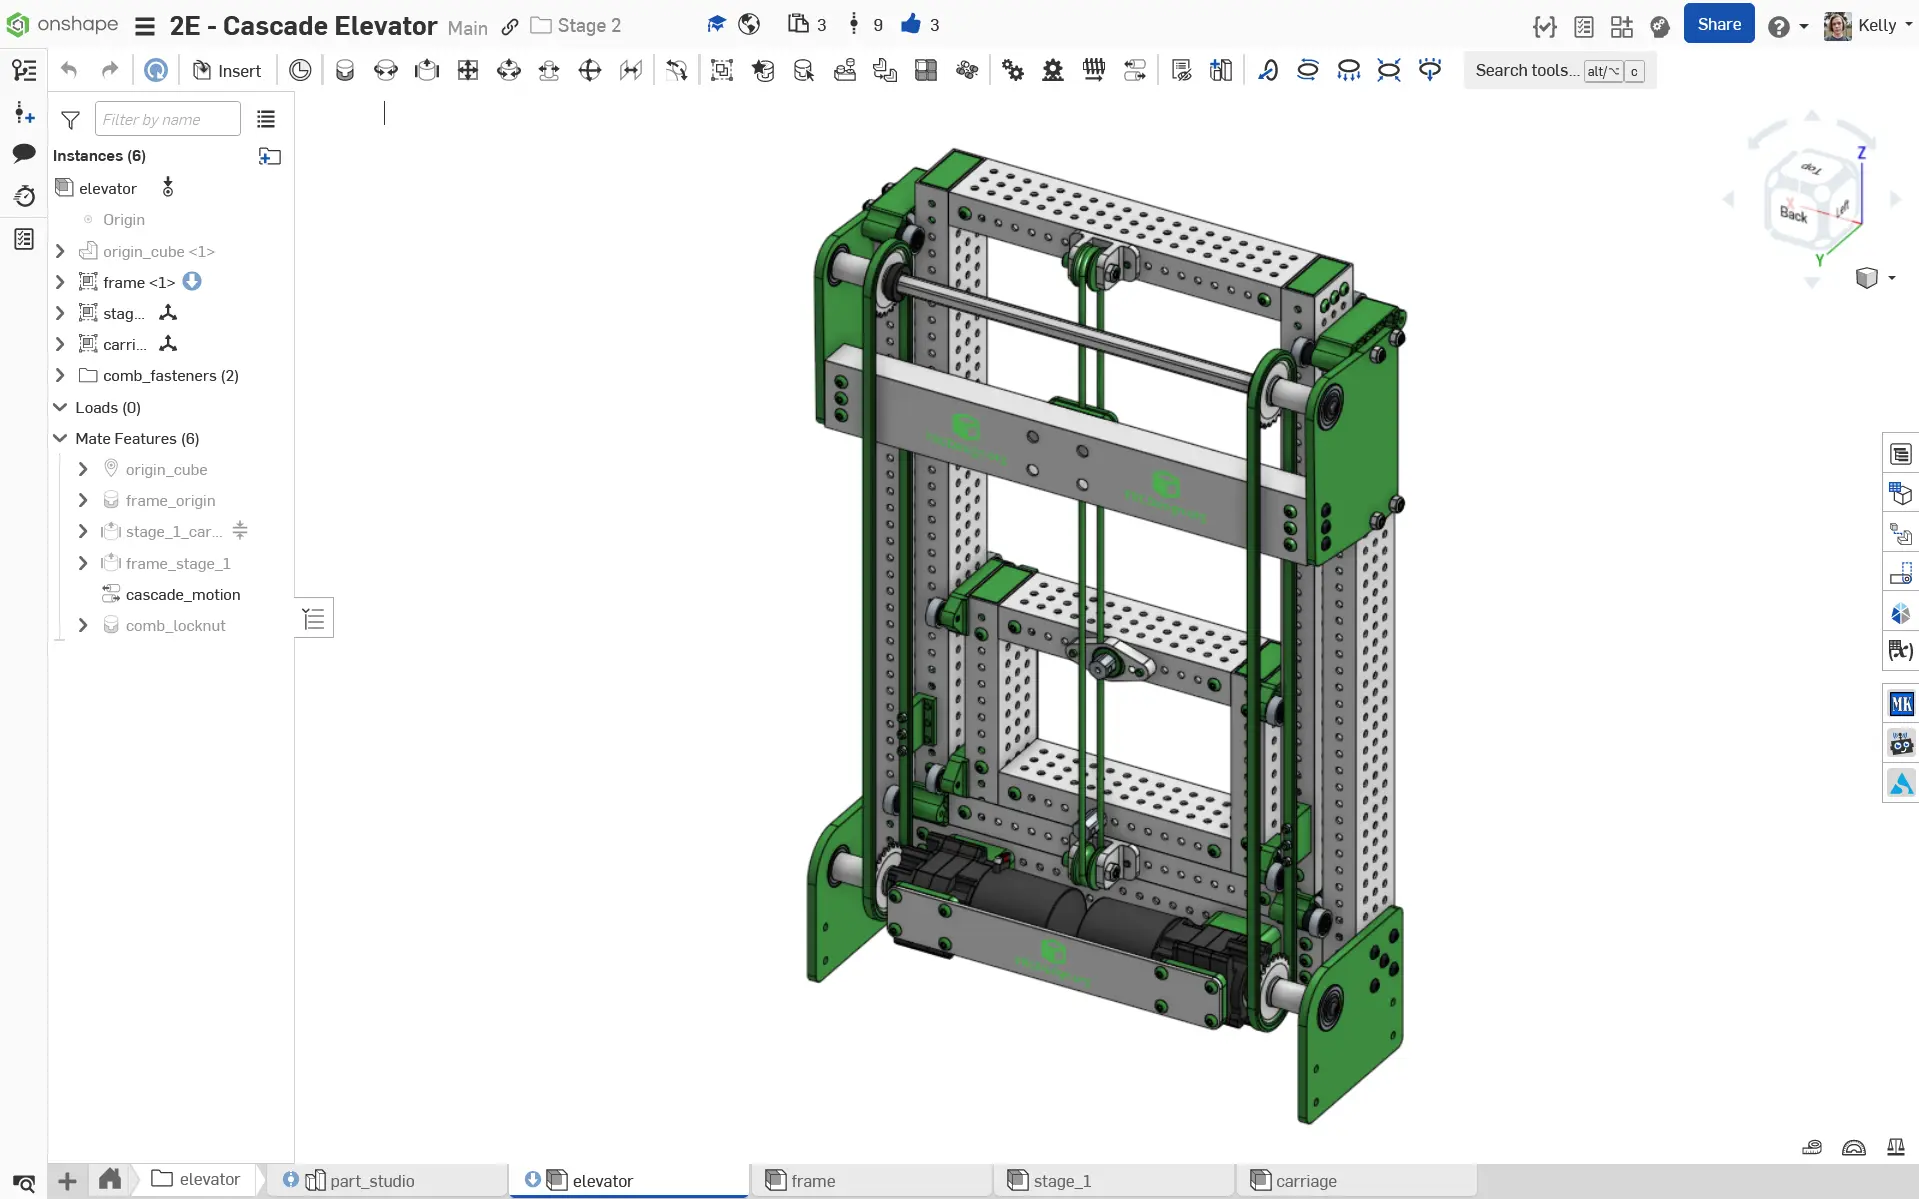 onshape 2E - Cascade Elevator Main Stage 2 3 9 3 Share Kelly
Insert Search tools... alt/⌥ c
Filter by name
Instances (6)
elevator
Origin
origin_cube <1>
frame <1>
stag...
carri...
comb_fasteners (2)
Loads (0)
Mate Features (6)
origin_cube
frame_origin
stage_1_car...
frame_stage_1
cascade_motion
comb_locknut
Z
Top
X
Back
Left
Y
(x)
MK
elevator part_studio elevator frame stage_1 carriage